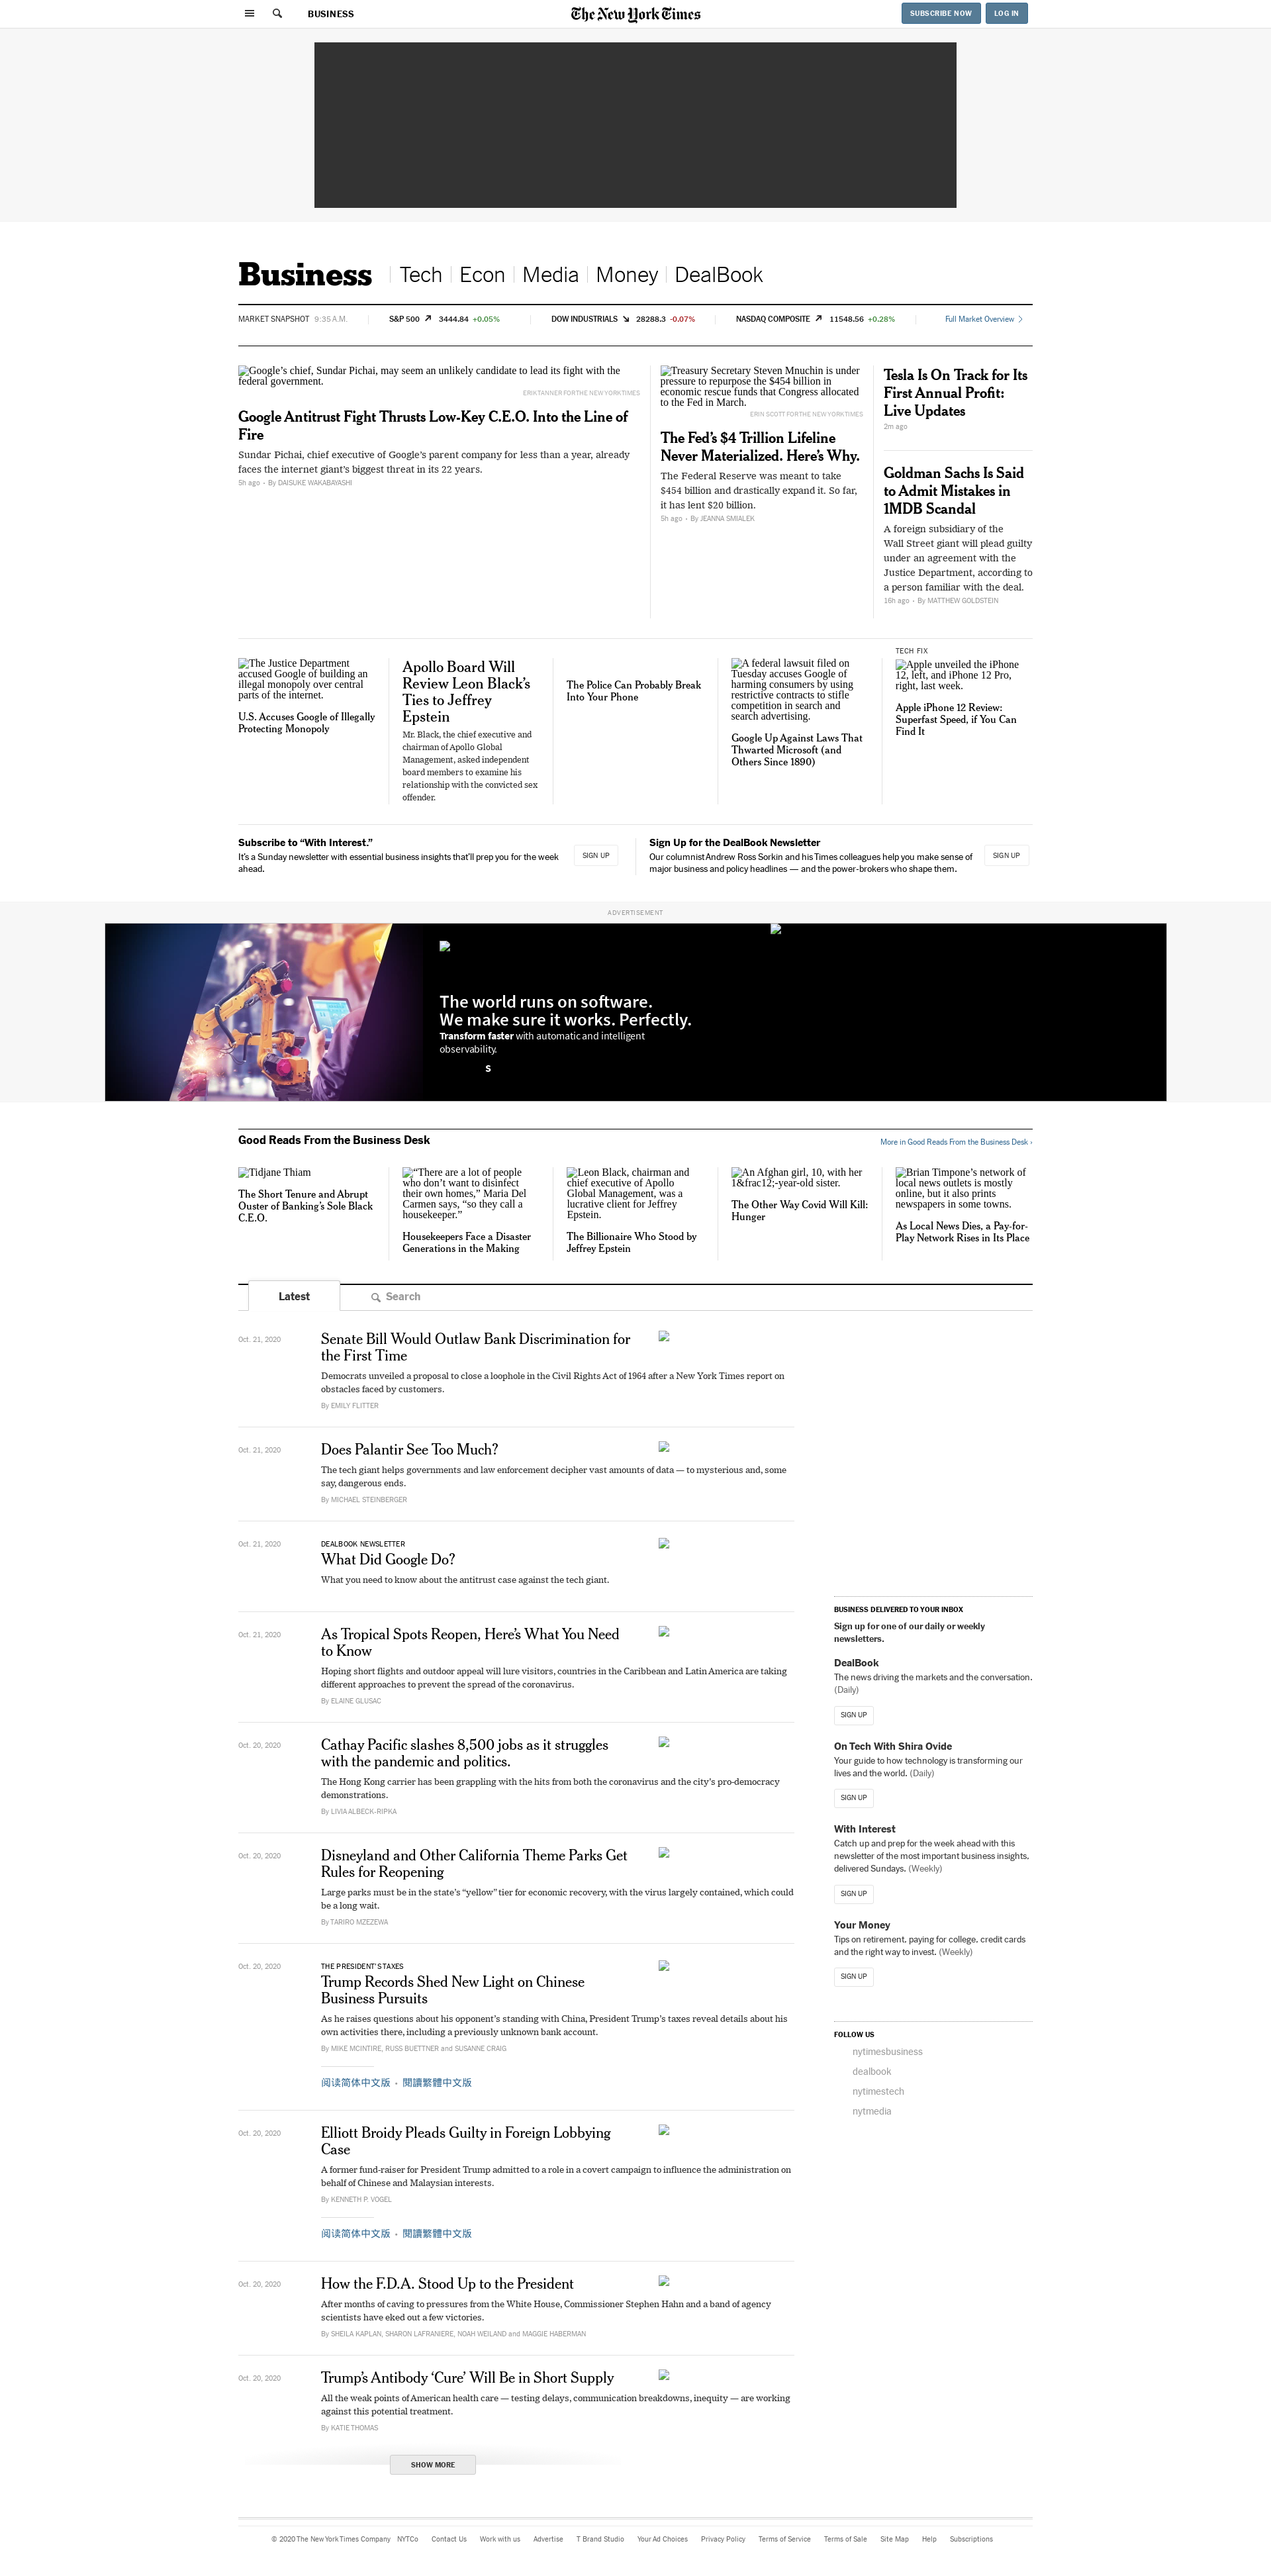 BUSINESS
The New York Times
SUBSCRIBE NOW
LOG IN
Business
Tech
Econ
Media
Money
DealBook
MARKET SNAPSHOT 9:35 A.M.
S&P 500 3444.84 +0.05%
DOW INDUSTRIALS 28288.3 -0.07%
NASDAQ COMPOSITE 11548.56 +0.28%
Full Market Overview
Google’s chief, Sundar Pichai, may seem an unlikely candidate to lead its fight with the
federal government.
ERIK TANNER FOR THE NEW YORK TIMES
Google Antitrust Fight Thrusts Low-Key C.E.O. Into the Line of
Fire
Sundar Pichai, chief executive of Google’s parent company for less than a year, already
faces the internet giant’s biggest threat in its 22 years.
5h ago • By DAISUKE WAKABAYASHI
Treasury Secretary Steven Mnuchin is under
pressure to repurpose the $454 billion in
economic rescue funds that Congress allocated
to the Fed in March.
ERIN SCOTT FOR THE NEW YORK TIMES
The Fed’s $4 Trillion Lifeline
Never Materialized. Here’s Why.
The Federal Reserve was meant to take
$454 billion and drastically expand it. So far,
it has lent $20 billion.
5h ago • By JEANNA SMIALEK
Tesla Is On Track for Its
First Annual Profit:
Live Updates
2m ago
Goldman Sachs Is Said
to Admit Mistakes in
1MDB Scandal
A foreign subsidiary of the
Wall Street giant will plead guilty
under an agreement with the
Justice Department, according to
a person familiar with the deal.
16h ago • By MATTHEW GOLDSTEIN
The Justice Department
accused Google of building an
illegal monopoly over central
parts of the internet.
U.S. Accuses Google of Illegally
Protecting Monopoly
Apollo Board Will
Review Leon Black’s
Ties to Jeffrey
Epstein
Mr. Black, the chief executive and
chairman of Apollo Global
Management, asked independent
board members to examine his
relationship with the convicted sex
offender.
The Police Can Probably Break
Into Your Phone
A federal lawsuit filed on
Tuesday accuses Google of
harming consumers by using
restrictive contracts to stifle
competition in search and
search advertising.
Google Up Against Laws That
Thwarted Microsoft (and
Others Since 1890)
TECH FIX
Apple unveiled the iPhone
12, left, and iPhone 12 Pro,
right, last week.
Apple iPhone 12 Review:
Superfast Speed, if You Can
Find It
Subscribe to “With Interest.”
It’s a Sunday newsletter with essential business insights that’ll prep you for the week
ahead.
SIGN UP
Sign Up for the DealBook Newsletter
Our columnist Andrew Ross Sorkin and his Times colleagues help you make sense of
major business and policy headlines — and the power-brokers who shape them.
SIGN UP
ADVERTISEMENT
The world runs on software.
We make sure it works. Perfectly.
Transform faster with automatic and intelligent
observability.
S
Good Reads From the Business Desk
More in Good Reads From the Business Desk ›
Tidjane Thiam
The Short Tenure and Abrupt
Ouster of Banking’s Sole Black
C.E.O.
“There are a lot of people
who don’t want to disinfect
their own homes,” Maria Del
Carmen says, “so they call a
housekeeper.”
Housekeepers Face a Disaster
Generations in the Making
Leon Black, chairman and
chief executive of Apollo
Global Management, was a
lucrative client for Jeffrey
Epstein.
The Billionaire Who Stood by
Jeffrey Epstein
An Afghan girl, 10, with her
1&frac12;-year-old sister.
The Other Way Covid Will Kill:
Hunger
Brian Timpone’s network of
local news outlets is mostly
online, but it also prints
newspapers in some towns.
As Local News Dies, a Pay-for-
Play Network Rises in Its Place
Latest
Search
Oct. 21, 2020
Senate Bill Would Outlaw Bank Discrimination for
the First Time
Democrats unveiled a proposal to close a loophole in the Civil Rights Act of 1964 after a New York Times report on
obstacles faced by customers.
By EMILY FLITTER
Oct. 21, 2020
Does Palantir See Too Much?
The tech giant helps governments and law enforcement decipher vast amounts of data — to mysterious and, some
say, dangerous ends.
By MICHAEL STEINBERGER
Oct. 21, 2020
DEALBOOK NEWSLETTER
What Did Google Do?
What you need to know about the antitrust case against the tech giant.
Oct. 21, 2020
As Tropical Spots Reopen, Here’s What You Need
to Know
Hoping short flights and outdoor appeal will lure visitors, countries in the Caribbean and Latin America are taking
different approaches to prevent the spread of the coronavirus.
By ELAINE GLUSAC
Oct. 20, 2020
Cathay Pacific slashes 8,500 jobs as it struggles
with the pandemic and politics.
The Hong Kong carrier has been grappling with the hits from both the coronavirus and the city’s pro-democracy
demonstrations.
By LIVIA ALBECK-RIPKA
Oct. 20, 2020
Disneyland and Other California Theme Parks Get
Rules for Reopening
Large parks must be in the state’s “yellow” tier for economic recovery, with the virus largely contained, which could
be a long wait.
By TARIRO MZEZEWA
Oct. 20, 2020
THE PRESIDENT’S TAXES
Trump Records Shed New Light on Chinese
Business Pursuits
As he raises questions about his opponent’s standing with China, President Trump’s taxes reveal details about his
own activities there, including a previously unknown bank account.
By MIKE MCINTIRE, RUSS BUETTNER and SUSANNE CRAIG
阅读简体中文版 • 閱讀繁體中文版
Oct. 20, 2020
Elliott Broidy Pleads Guilty in Foreign Lobbying
Case
A former fund-raiser for President Trump admitted to a role in a covert campaign to influence the administration on
behalf of Chinese and Malaysian interests.
By KENNETH P. VOGEL
阅读简体中文版 • 閱讀繁體中文版
Oct. 20, 2020
How the F.D.A. Stood Up to the President
After months of caving to pressures from the White House, Commissioner Stephen Hahn and a band of agency
scientists have eked out a few victories.
By SHEILA KAPLAN, SHARON LAFRANIERE, NOAH WEILAND and MAGGIE HABERMAN
Oct. 20, 2020
Trump’s Antibody ‘Cure’ Will Be in Short Supply
All the weak points of American health care — testing delays, communication breakdowns, inequity — are working
against this potential treatment.
By KATIE THOMAS
SHOW MORE
BUSINESS DELIVERED TO YOUR INBOX
Sign up for one of our daily or weekly
newsletters.
DealBook
The news driving the markets and the conversation.
(Daily)
SIGN UP
On Tech With Shira Ovide
Your guide to how technology is transforming our
lives and the world. (Daily)
SIGN UP
With Interest
Catch up and prep for the week ahead with this
newsletter of the most important business insights,
delivered Sundays. (Weekly)
SIGN UP
Your Money
Tips on retirement, paying for college, credit cards
and the right way to invest. (Weekly)
SIGN UP
FOLLOW US
nytimesbusiness
dealbook
nytimestech
nytmedia
© 2020 The New York Times Company NYTCo Contact Us Work with us Advertise T Brand Studio Your Ad Choices Privacy Policy Terms of Service Terms of Sale Site Map Help Subscriptions